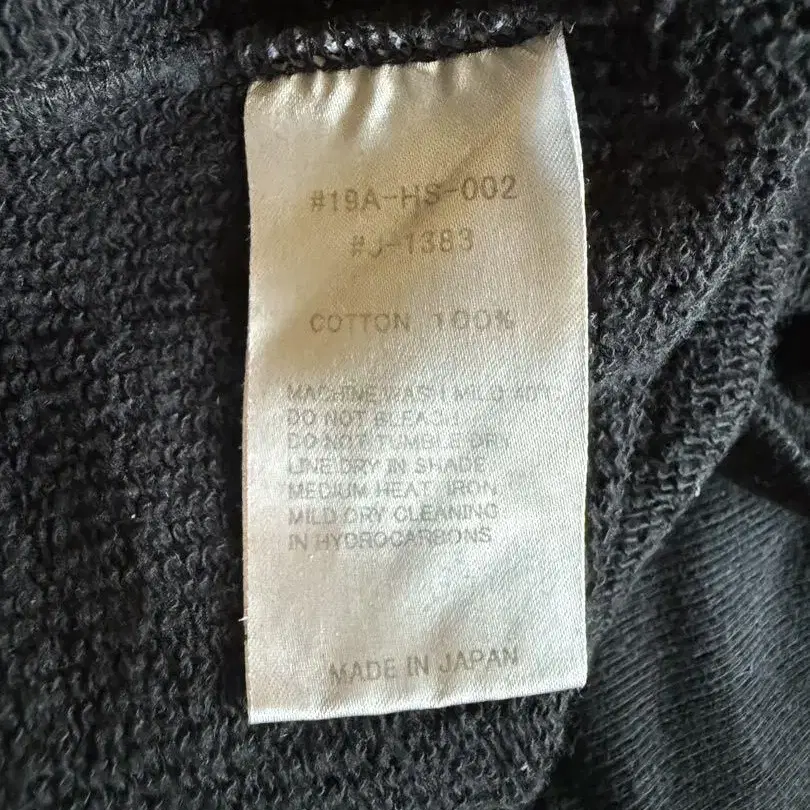 #19A-HS-002
#J-1383
COTTON 100%
MACHINE WASH MILD
DO NOT BLEACH
DO NOT TUMBLE DRY
LINE DRY IN SHADE
MEDIUM HEAT IRON
MILD DRY CLEANING
IN HYDROCARBONS
MADE IN JAPAN